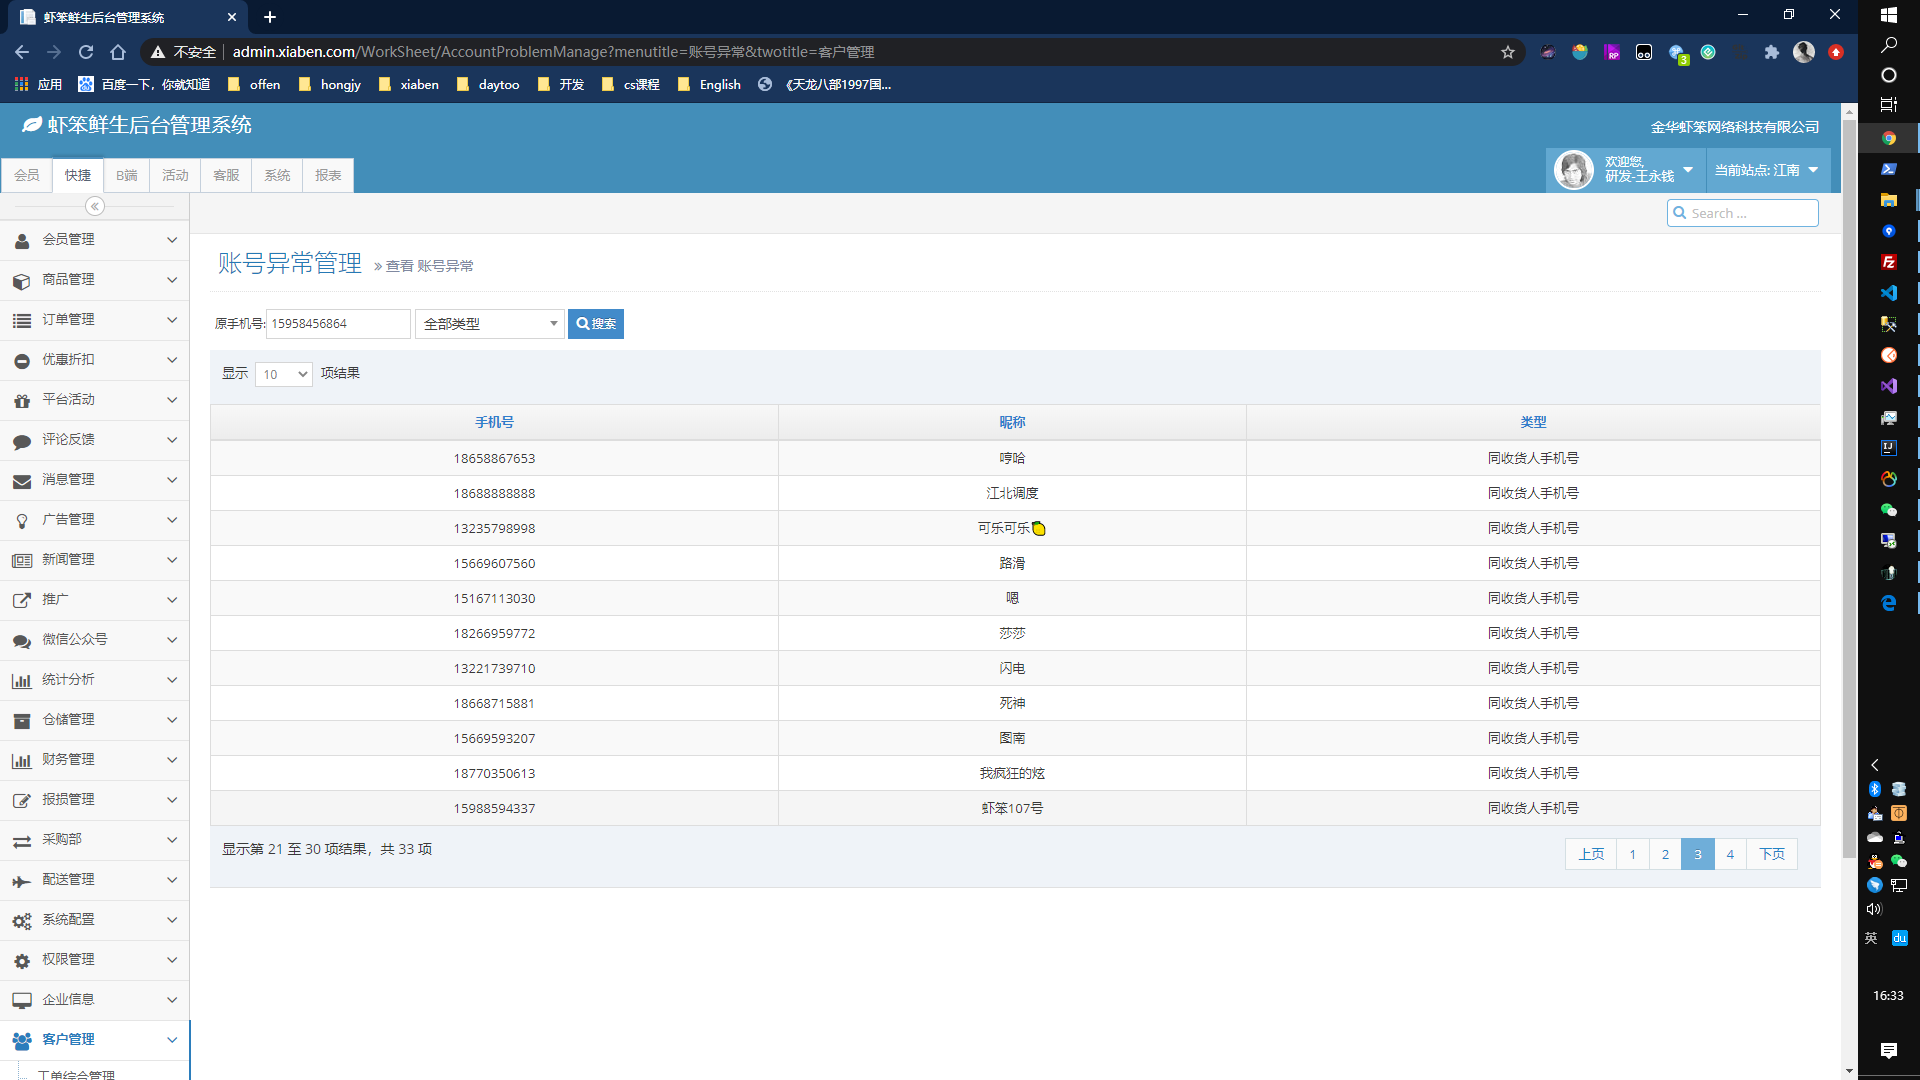 虾笨鲜生后台管理系统
不安全 admin.xiaben.com/WorkSheet/AccountProblemManage?menutitle=账号异常&twotitle=客户管理
应用 百度一下，你就知道 offen hongjy xiaben daytoo 开发 cs课程 English 《天龙八部1997国...
虾笨鲜生后台管理系统
金华虾笨网络科技有限公司
会员 快捷 B端 活动 客服 系统 报表
欢迎您,
研发-王永钱
当前站点: 江南
Search ...
会员管理
商品管理
订单管理
优惠折扣
平台活动
评论反馈
消息管理
广告管理
新闻管理
推广
微信公众号
统计分析
仓储管理
财务管理
报损管理
采购部
配送管理
系统配置
权限管理
企业信息
客户管理
工单综合管理
账号异常管理 » 查看 账号异常
原手机号: 15958456864 全部类型 搜索
显示 10 项结果
手机号 昵称 类型
18658867653 哼哈 同收货人手机号
18688888888 江北调度 同收货人手机号
13235798998 可乐可乐🍋 同收货人手机号
15669607560 路滑 同收货人手机号
15167113030 嗯 同收货人手机号
18266959772 莎莎 同收货人手机号
13221739710 闪电 同收货人手机号
18668715881 死神 同收货人手机号
15669593207 图南 同收货人手机号
18770350613 我疯狂的炫 同收货人手机号
15988594337 虾笨107号 同收货人手机号
显示第 21 至 30 项结果，共 33 项
上页 1 2 3 4 下页
英 du
16:33